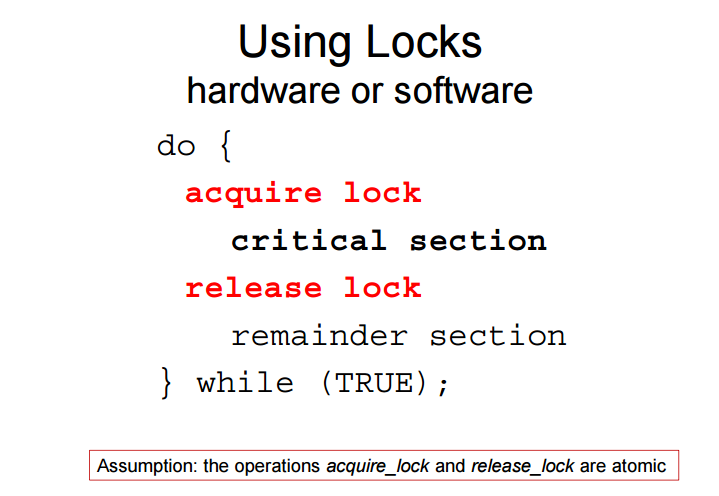 Using Locks
hardware or software
do {
acquire lock
critical section
release lock
remainder section
} while (TRUE);
Assumption: the operations acquire_lock and release_lock are atomic